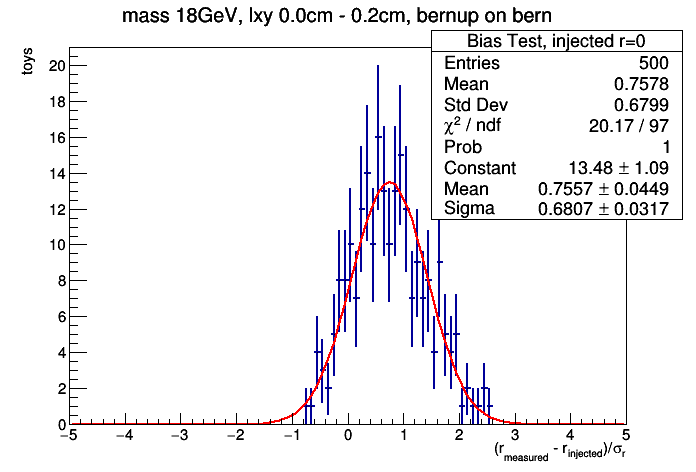 mass 18GeV, lxy 0.0cm - 0.2cm, bernup on bern
toys
Bias Test, injected r=0
Entries 500
Mean 0.7578
Std Dev 0.6799
χ² / ndf 20.17 / 97
Prob 1
Constant 13.48 ± 1.09
Mean 0.7557 ± 0.0449
Sigma 0.6807 ± 0.0317
20
18
16
14
12
10
8
6
4
2
0
−5 −4 −3 −2 −1 0 1 2 3 4 5
(r_measured - r_injected)/σ_r